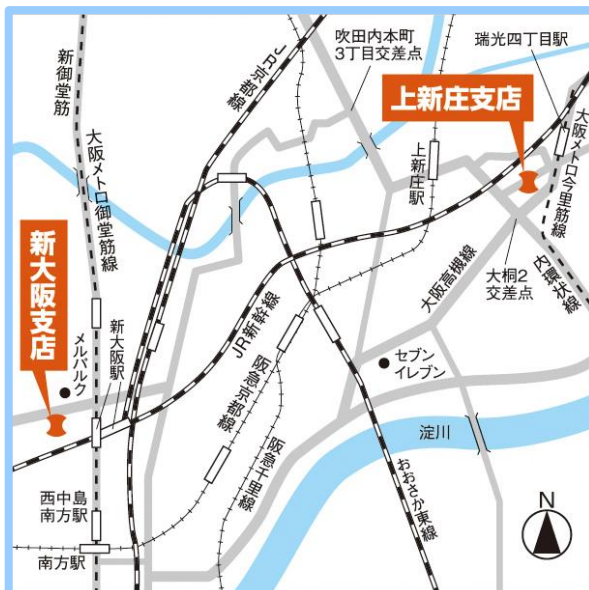 新御堂筋
JR京都線
吹田内本町
3丁目交差点
瑞光四丁目駅
上新庄支店
大阪メトロ御堂筋線
上新庄駅
大阪メトロ今里筋線
新大阪支店
大阪高槻線
大桐2
交差点
内環状線
メルパルク
新大阪駅
JR新幹線
阪急京都線
セブン
イレブン
阪急千里線
淀川
おおさか東線
西中島
南方駅
南方駅
N